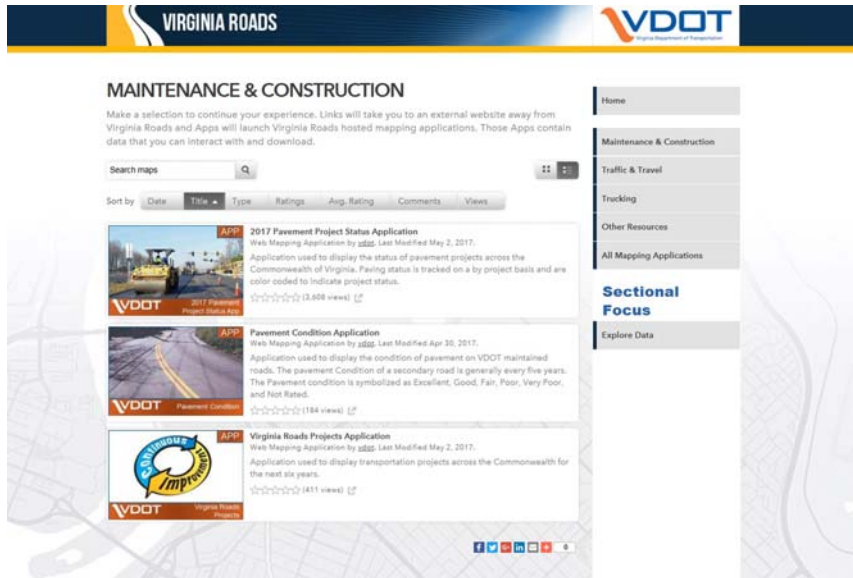 VIRGINIA ROADS
VDOT
Virginia Department of Transportation
MAINTENANCE & CONSTRUCTION
Make a selection to continue your experience. Links will take you to an external website away from
Virginia Roads and Apps will launch Virginia Roads hosted mapping applications. Those Apps contain
data that you can interact with and download.
Search maps
Sort by Date Title Type Ratings Avg. Rating Comments Views
APP
VDOT
2017 Pavement
Project Status App
2017 Pavement Project Status Application
Web Mapping Application by vdot. Last Modified May 2, 2017.
Application used to display the status of pavement projects across the
Commonwealth of Virginia. Paving status is tracked on a by project basis and are
color coded to indicate project status.
(3,608 views)
APP
VDOT
Pavement Condition
Pavement Condition Application
Web Mapping Application by vdot. Last Modified Apr 30, 2017.
Application used to display the condition of pavement on VDOT maintained
roads. The pavement Condition of a secondary road is generally every five years.
The Pavement condition is symbolized as Excellent, Good, Fair, Poor, Very Poor,
and Not Rated.
(184 views)
APP
Continuous
Improvement
VDOT
Virginia Roads
Projects
Virginia Roads Projects Application
Web Mapping Application by vdot. Last Modified May 2, 2017.
Application used to display transportation projects across the Commonwealth for
the next six years.
(411 views)
0
Home
Maintenance & Construction
Traffic & Travel
Trucking
Other Resources
All Mapping Applications
Sectional
Focus
Explore Data